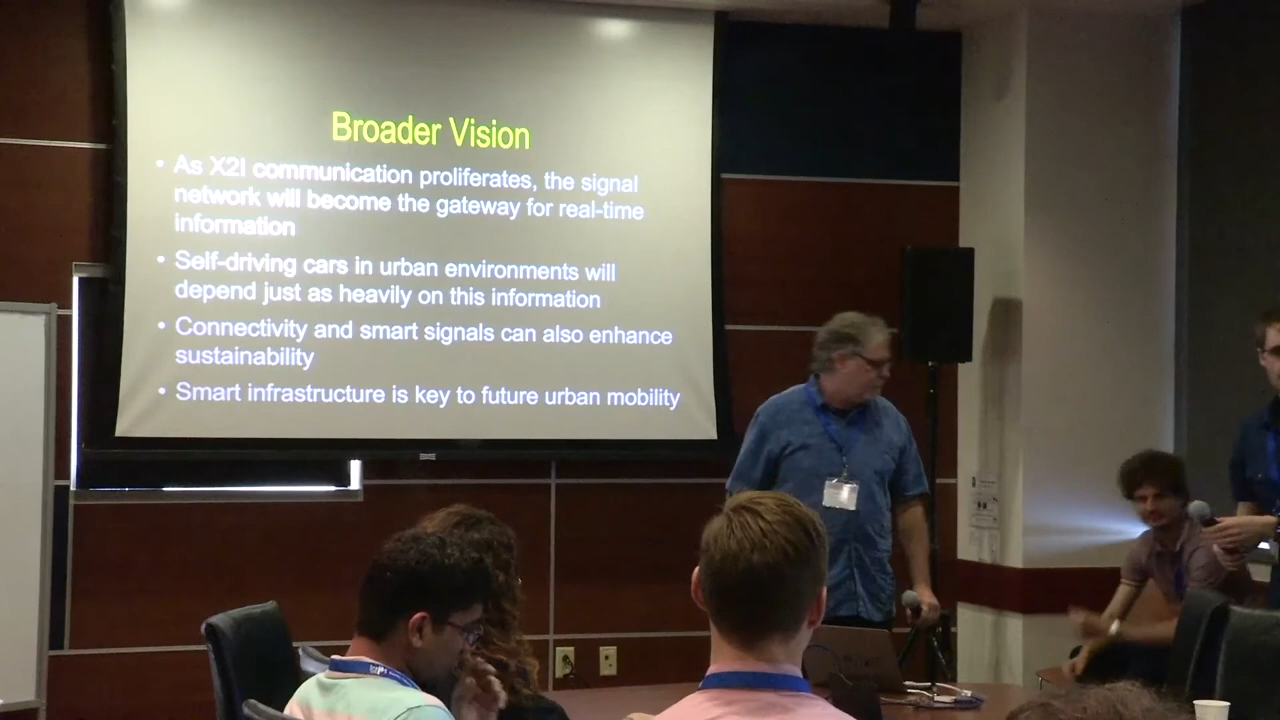 Broader Vision
• As X2I communication proliferates, the signal
network will become the gateway for real-time
information
• Self-driving cars in urban environments will
depend just as heavily on this information
• Connectivity and smart signals can also enhance
sustainability
• Smart infrastructure is key to future urban mobility